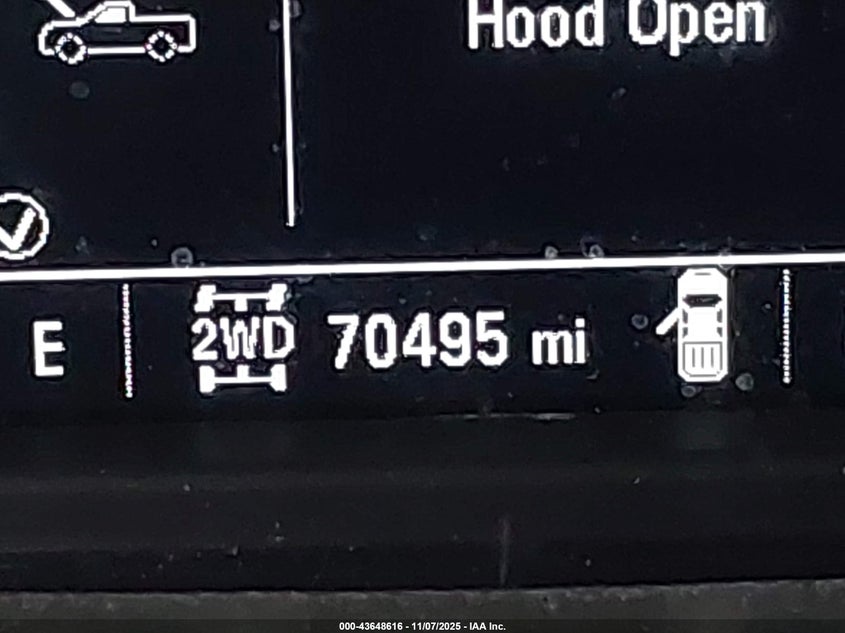 Hood Open
E 2WD 70495 mi
000-43648616 - 11/07/2025 - IAA Inc.